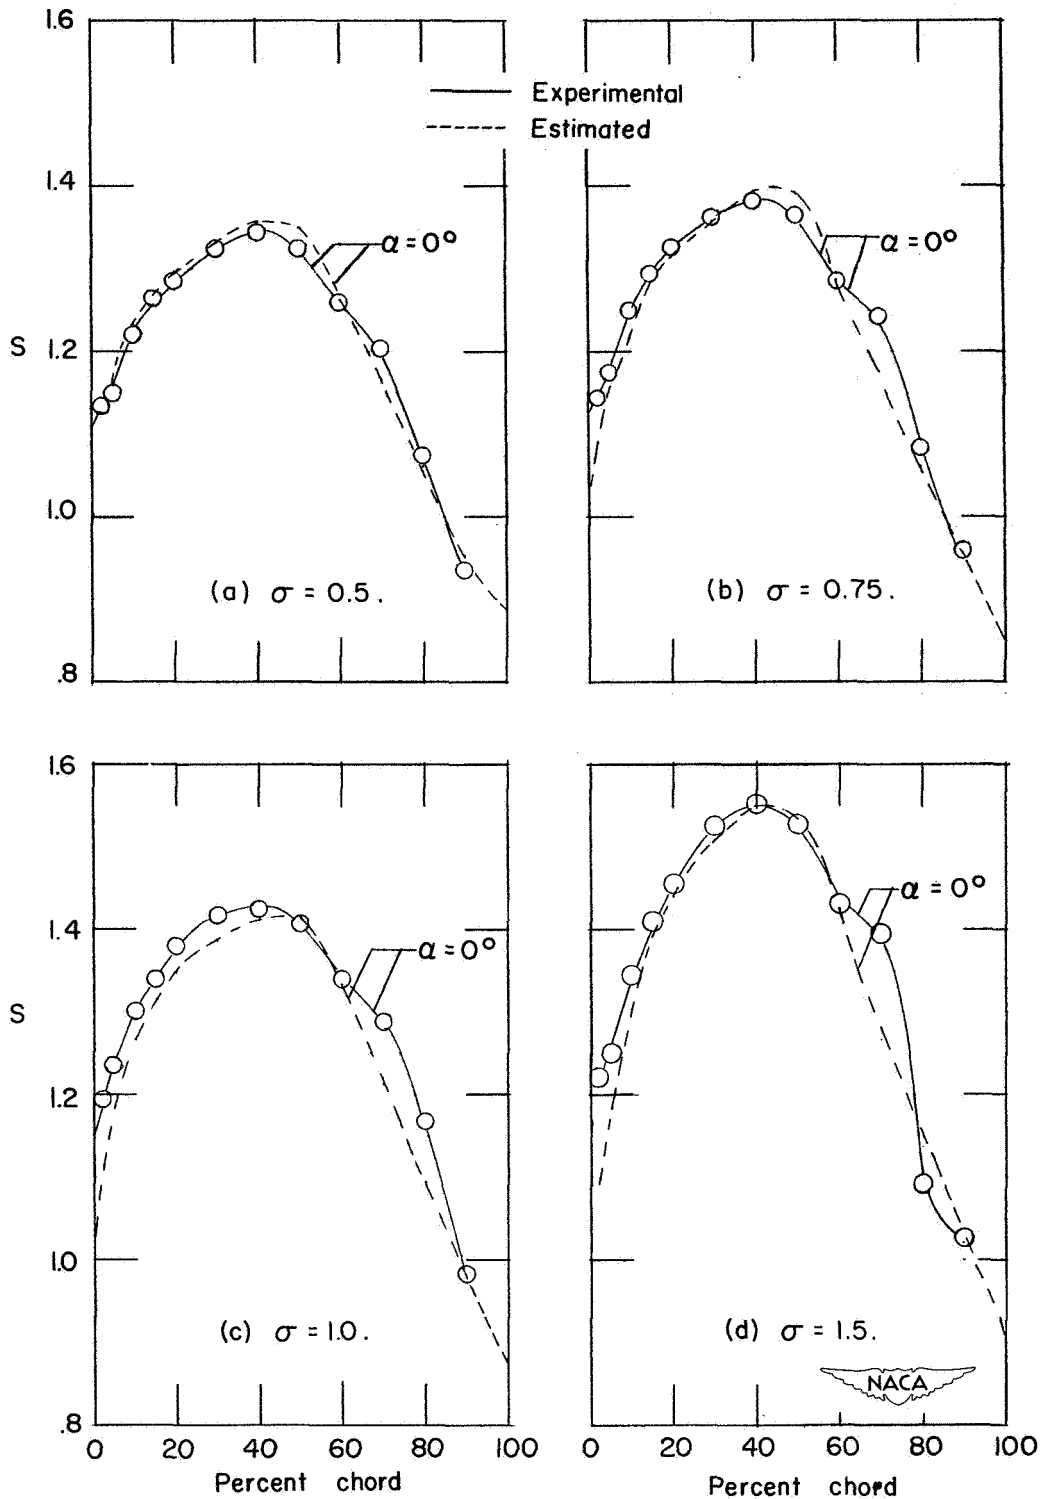 1.6
Experimental
Estimated
1.4
α = 0°
α = 0°
S
1.2
1.0
(a) σ = 0.5.
(b) σ = 0.75.
.8
1.6
1.4
α = 0°
α = 0°
S
1.2
1.0
(c) σ = 1.0.
(d) σ = 1.5.
NACA
.8
0 20 40 60 80 100
0 20 40 60 80 100
Percent chord
Percent chord